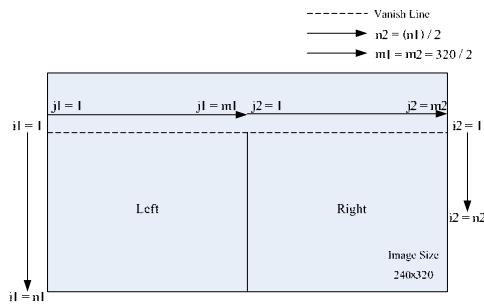 Vanish Line
n2 = (n1) / 2
m1 = m2 = 320 / 2
j1 = 1
j1 = m1
j2 = 1
j2 = m2
i1 = 1
i2 = 1
Left
Right
i2 = n2
Image Size
240x320
i1 = n1